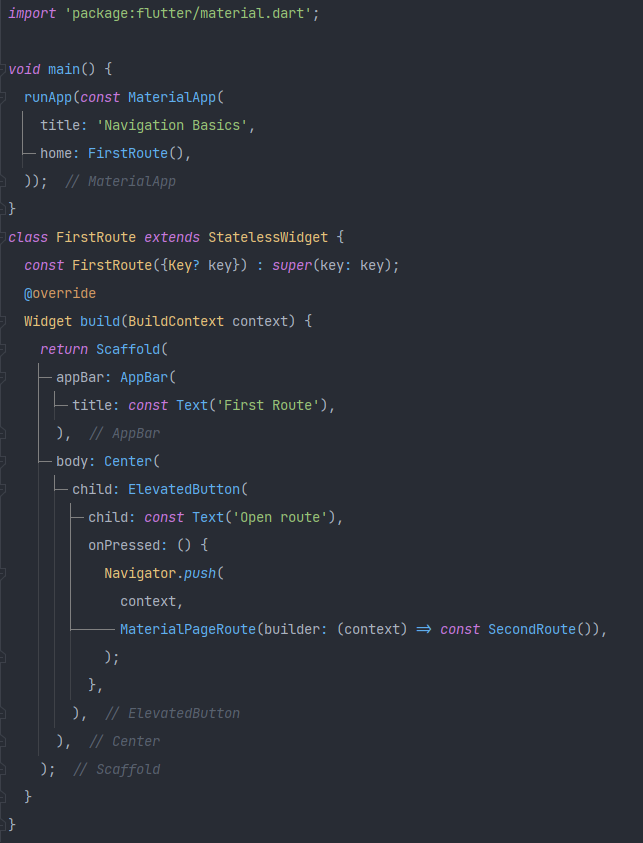 import 'package:flutter/material.dart';

void main() {
  runApp(const MaterialApp(
    title: 'Navigation Basics',
    home: FirstRoute(),
  ));  // MaterialApp
}
class FirstRoute extends StatelessWidget {
  const FirstRoute({Key? key}) : super(key: key);
  @override
  Widget build(BuildContext context) {
    return Scaffold(
      appBar: AppBar(
        title: const Text('First Route'),
      ),  // AppBar
      body: Center(
        child: ElevatedButton(
          child: const Text('Open route'),
          onPressed: () {
            Navigator.push(
              context,
              MaterialPageRoute(builder: (context) => const SecondRoute()),
            );
          },
        ),  // ElevatedButton
      ),  // Center
    );  // Scaffold
  }
}